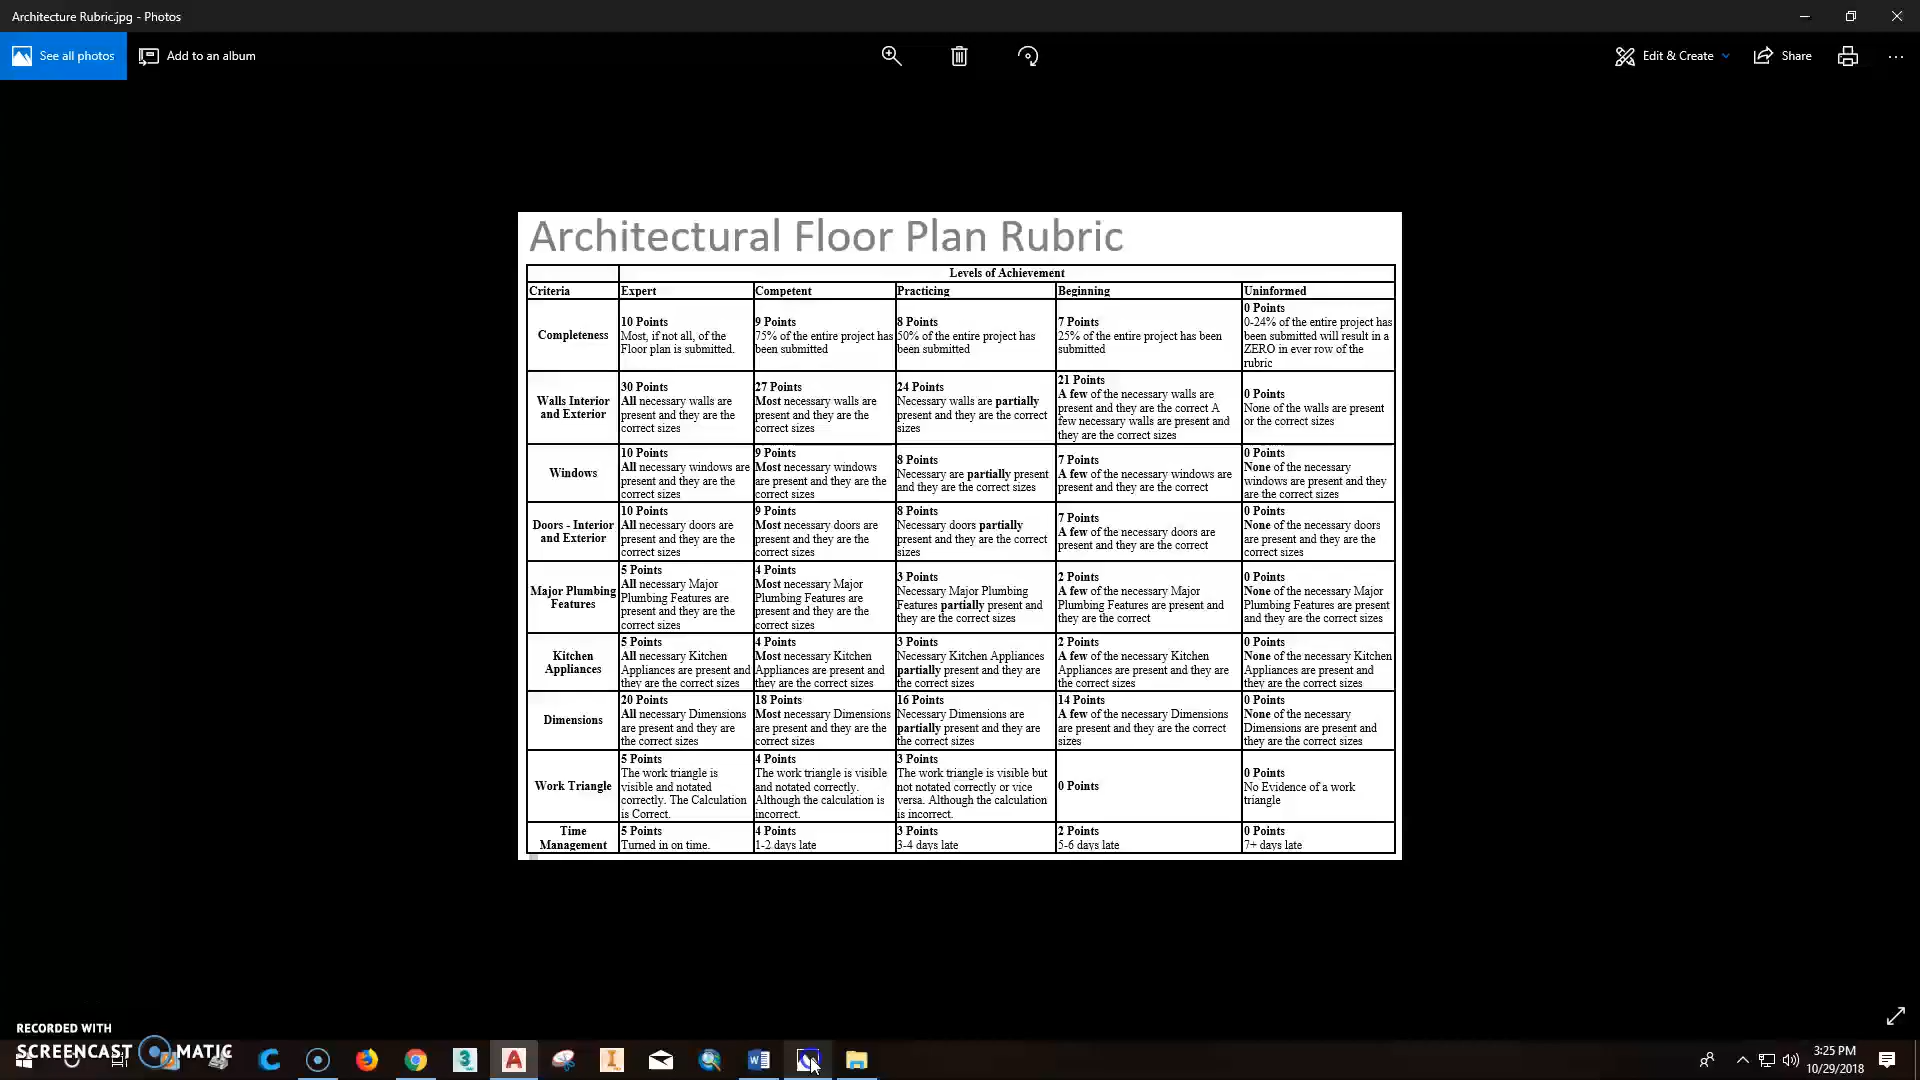 Architecture Rubric.jpg - Photos
See all photos
Add to an album
Edit & Create
Share
Architectural Floor Plan Rubric
Levels of Achievement
Criteria
Expert
Competent
Practicing
Beginning
Uninformed
Completeness
10 Points
Most, if not all, of the
Floor plan is submitted.
9 Points
75% of the entire project has
been submitted
8 Points
50% of the entire project has
been submitted
7 Points
25% of the entire project has been
submitted
0 Points
0-24% of the entire project has
been submitted will result in a
ZERO in ever row of the
rubric
Walls Interior
and Exterior
30 Points
All necessary walls are
present and they are the
correct sizes
27 Points
Most necessary walls are
present and they are the
correct sizes
24 Points
Necessary walls are partially
present and they are the correct
sizes
21 Points
A few of the necessary walls are
present and they are the correct A
few necessary walls are present and
they are the correct sizes
0 Points
None of the walls are present
or the correct sizes
Windows
10 Points
All necessary windows are
present and they are the
correct sizes
9 Points
Most necessary windows
are present and they are the
correct sizes
8 Points
Necessary are partially present
and they are the correct sizes
7 Points
A few of the necessary windows are
present and they are the correct
0 Points
None of the necessary
windows are present and they
are the correct sizes
Doors - Interior
and Exterior
10 Points
All necessary doors are
present and they are the
correct sizes
9 Points
Most necessary doors are
present and they are the
correct sizes
8 Points
Necessary doors partially
present and they are the correct
sizes
7 Points
A few of the necessary doors are
present and they are the correct
0 Points
None of the necessary doors
are present and they are the
correct sizes
Major Plumbing
Features
5 Points
All necessary Major
Plumbing Features are
present and they are the
correct sizes
4 Points
Most necessary Major
Plumbing Features are
present and they are the
correct sizes
3 Points
Necessary Major Plumbing
Features partially present and
they are the correct sizes
2 Points
A few of the necessary Major
Plumbing Features are present and
they are the correct
0 Points
None of the necessary Major
Plumbing Features are present
and they are the correct sizes
Kitchen
Appliances
5 Points
All necessary Kitchen
Appliances are present and
they are the correct sizes
4 Points
Most necessary Kitchen
Appliances are present and
they are the correct sizes
3 Points
Necessary Kitchen Appliances
partially present and they are
the correct sizes
2 Points
A few of the necessary Kitchen
Appliances are present and they are
the correct sizes
0 Points
None of the necessary Kitchen
Appliances are present and
they are the correct sizes
Dimensions
20 Points
All necessary Dimensions
are present and they are
the correct sizes
18 Points
Most necessary Dimensions
are present and they are the
correct sizes
16 Points
Necessary Dimensions are
partially present and they are
the correct sizes
14 Points
A few of the necessary Dimensions
are present and they are the correct
sizes
0 Points
None of the necessary
Dimensions are present and
they are the correct sizes
Work Triangle
5 Points
The work triangle is
visible and notated
correctly. The Calculation
is Correct.
4 Points
The work triangle is visible
and notated correctly.
Although the calculation is
incorrect.
3 Points
The work triangle is visible but
not notated correctly or vice
versa. Although the calculation
is incorrect.
0 Points
0 Points
No Evidence of a work
triangle
Time
Management
5 Points
Turned in on time.
4 Points
1-2 days late
3 Points
3-4 days late
2 Points
5-6 days late
0 Points
7+ days late
RECORDED WITH
SCREENCAST MATIC
3:25 PM
10/29/2018